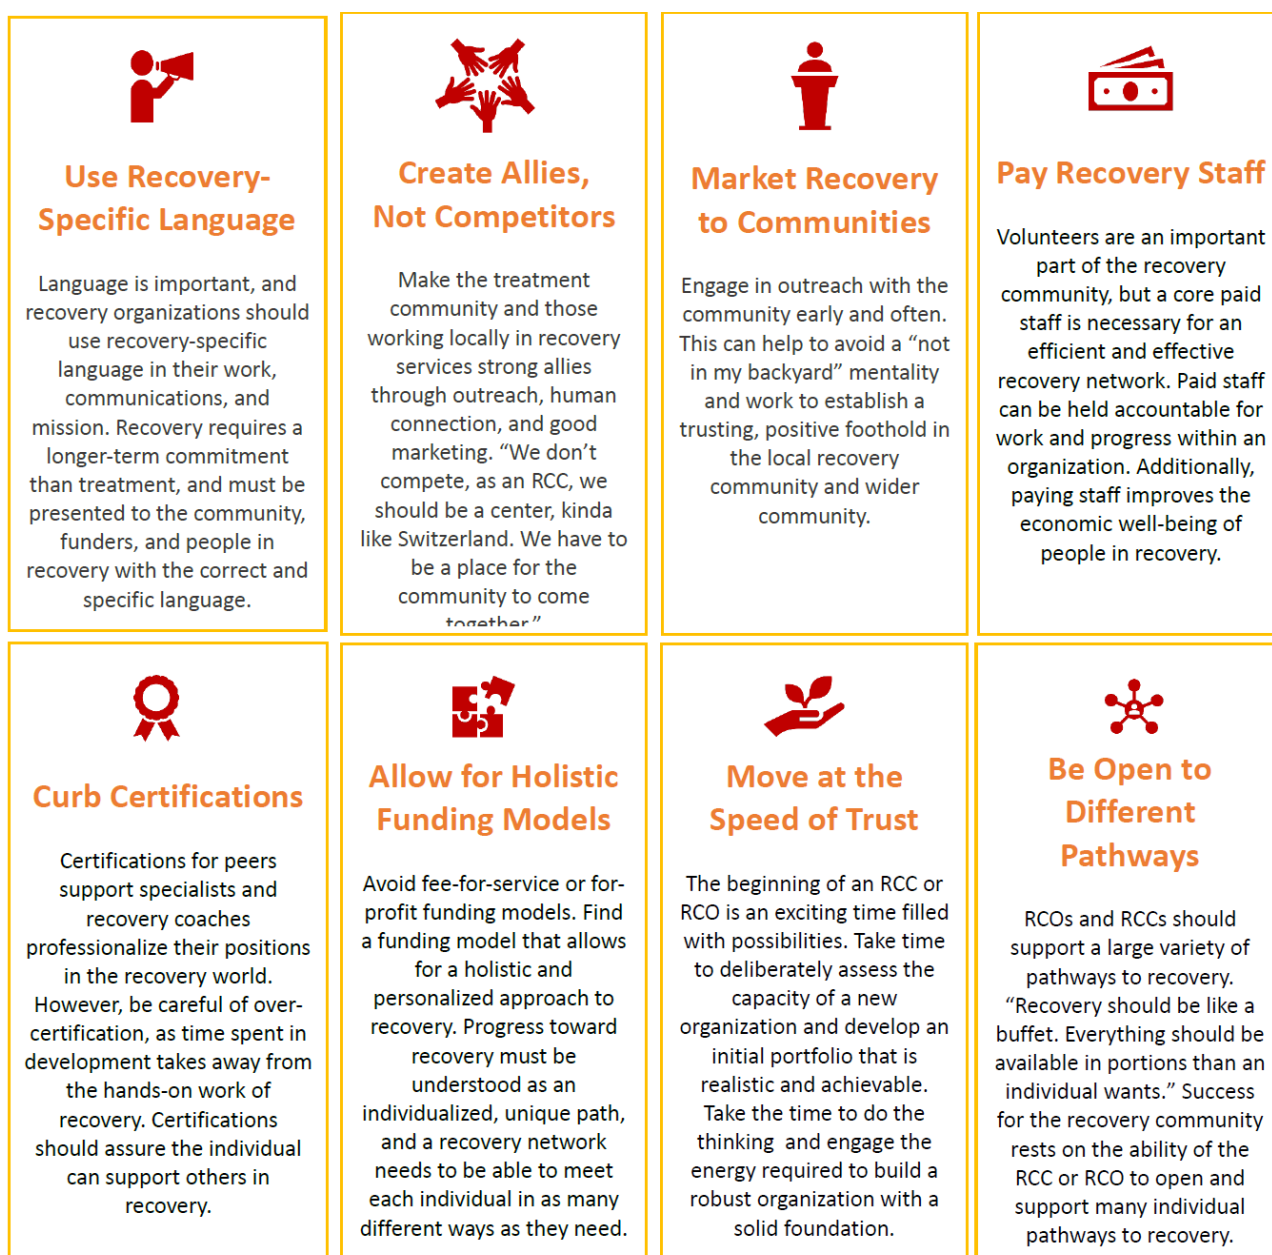 Use Recovery-
Specific Language
Language is important, and
recovery organizations should
use recovery-specific
language in their work,
communications, and
mission. Recovery requires a
longer-term commitment
than treatment, and must be
presented to the community,
funders, and people in
recovery with the correct and
specific language.
Create Allies,
Not Competitors
Make the treatment
community and those
working locally in recovery
services strong allies
through outreach, human
connection, and good
marketing. “We don’t
compete, as an RCC, we
should be a center, kinda
like Switzerland. We have to
be a place for the
community to come
together.”
Market Recovery
to Communities
Engage in outreach with the
community early and often.
This can help to avoid a “not
in my backyard” mentality
and work to establish a
trusting, positive foothold in
the local recovery
community and wider
community.
Pay Recovery Staff
Volunteers are an important
part of the recovery
community, but a core paid
staff is necessary for an
efficient and effective
recovery network. Paid staff
can be held accountable for
work and progress within an
organization. Additionally,
paying staff improves the
economic well-being of
people in recovery.
Curb Certifications
Certifications for peers
support specialists and
recovery coaches
professionalize their positions
in the recovery world.
However, be careful of over-
certification, as time spent in
development takes away from
the hands-on work of
recovery. Certifications
should assure the individual
can support others in
recovery.
Allow for Holistic
Funding Models
Avoid fee-for-service or for-
profit funding models. Find
a funding model that allows
for a holistic and
personalized approach to
recovery. Progress toward
recovery must be
understood as an
individualized, unique path,
and a recovery network
needs to be able to meet
each individual in as many
different ways as they need.
Move at the
Speed of Trust
The beginning of an RCC or
RCO is an exciting time filled
with possibilities. Take time
to deliberately assess the
capacity of a new
organization and develop an
initial portfolio that is
realistic and achievable.
Take the time to do the
thinking  and engage the
energy required to build a
robust organization with a
solid foundation.
Be Open to
Different
Pathways
RCOs and RCCs should
support a large variety of
pathways to recovery.
“Recovery should be like a
buffet. Everything should be
available in portions than an
individual wants.” Success
for the recovery community
rests on the ability of the
RCC or RCO to open and
support many individual
pathways to recovery.